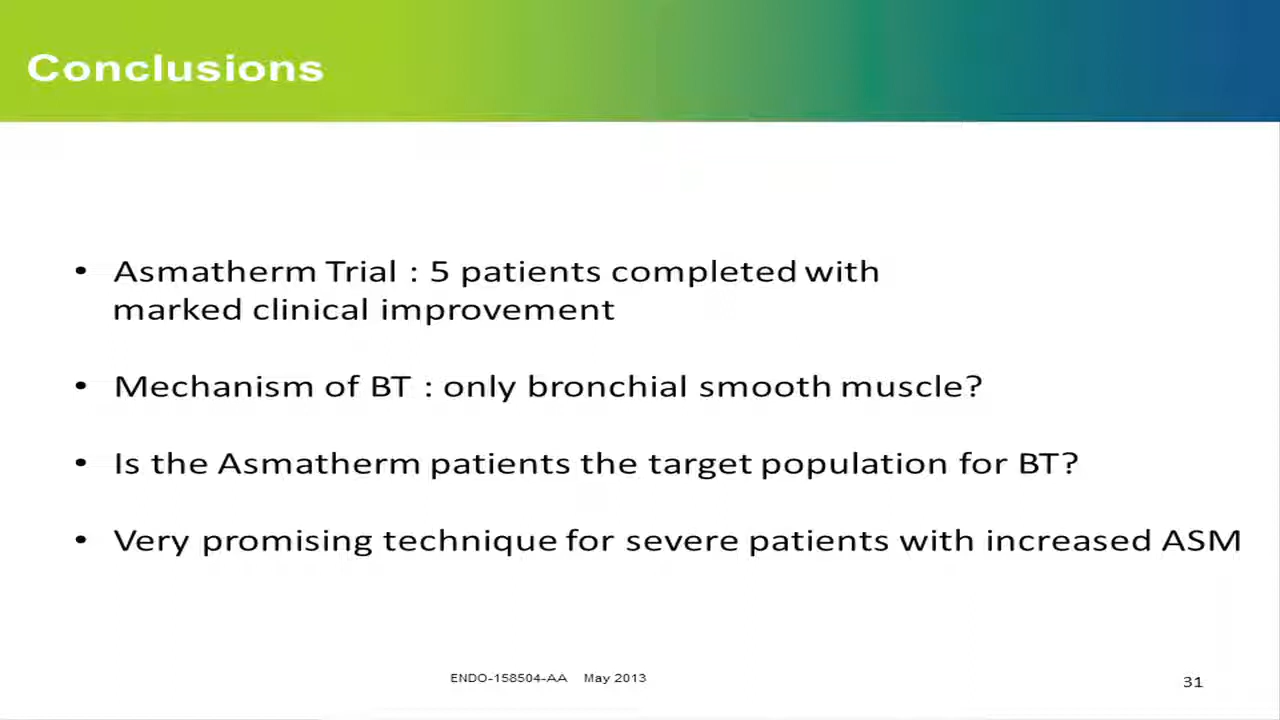 Conclusions
• Asmatherm Trial : 5 patients completed with
marked clinical improvement
• Mechanism of BT : only bronchial smooth muscle?
• Is the Asmatherm patients the target population for BT?
• Very promising technique for severe patients with increased ASM
ENDO-158504-AA May 2013
31